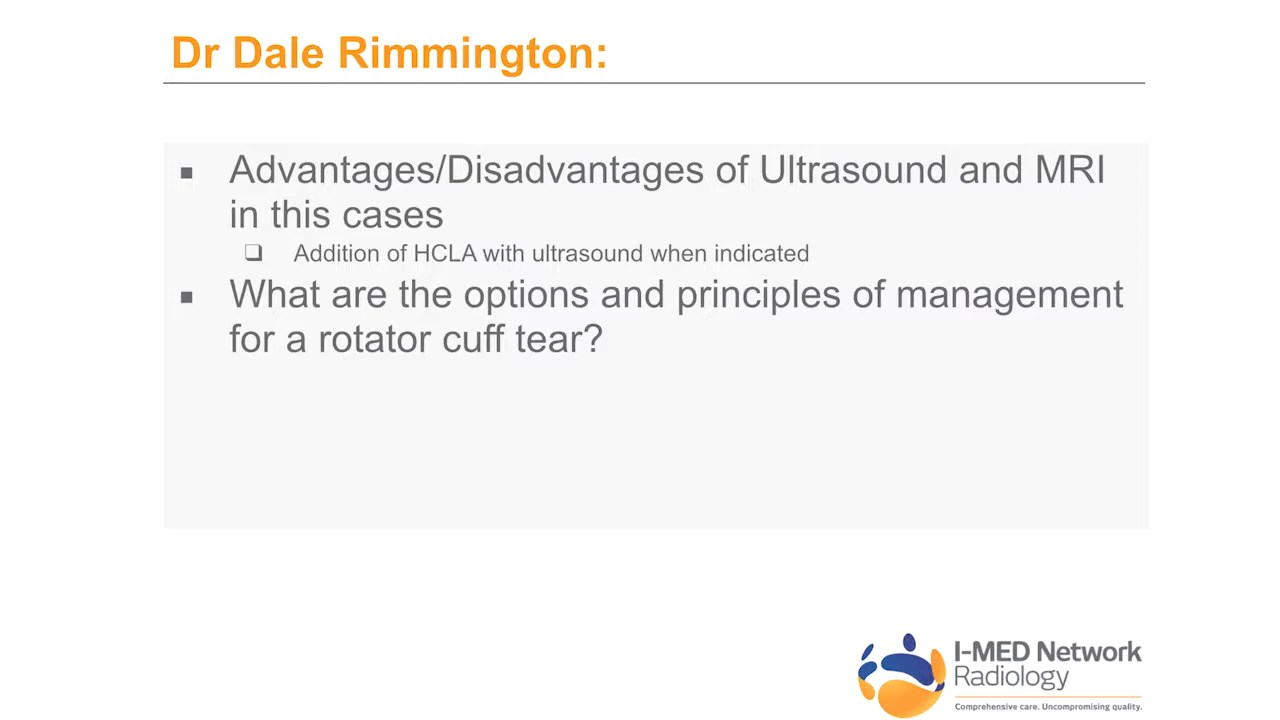 Dr Dale Rimmington:
Advantages/Disadvantages of Ultrasound and MRI
in this cases
Addition of HCLA with ultrasound when indicated
What are the options and principles of management
for a rotator cuff tear?
I-MED Network
Radiology
Comprehensive care. Uncompromising quality.